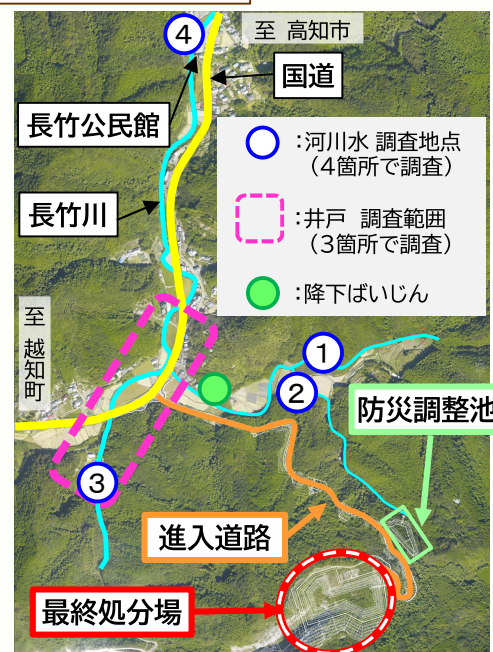 ④
至 高知市
国道
長竹公民館
○:河川水 調査地点
(4箇所で調査)
長竹川
:井戸 調査範囲
(3箇所で調査)
:降下ばいじん
至 越知町
①
②
防災調整池
③
進入道路
最終処分場